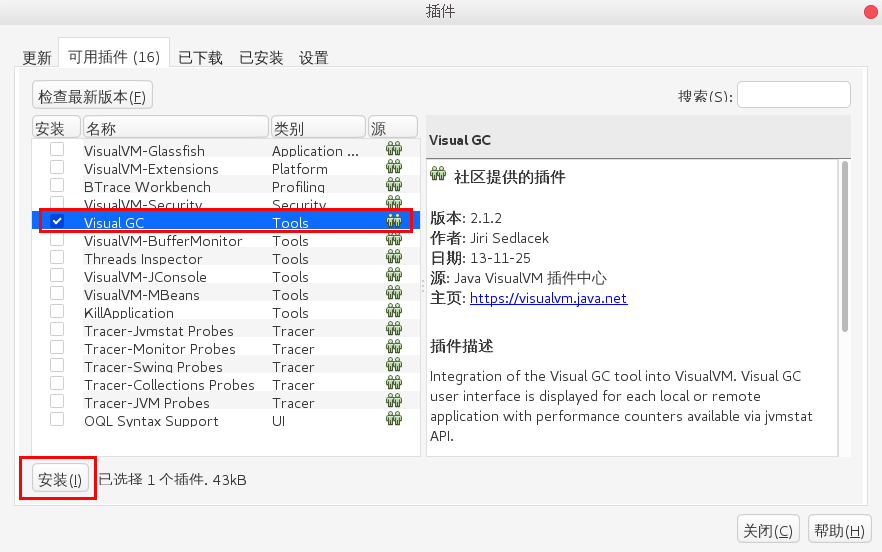 插件
更新 可用插件 (16) 已下载 已安装 设置
检查最新版本(F) 搜索(S):
安装 名称 类别 源
VisualVM-Glassfish Application ...
VisualVM-Extensions Platform
BTrace Workbench Profiling
VisualVM-Security Security
Visual GC Tools
VisualVM-BufferMonitor Tools
Threads Inspector Tools
VisualVM-JConsole Tools
VisualVM-MBeans Tools
KillApplication Tools
Tracer-Jvmstat Probes Tracer
Tracer-Monitor Probes Tracer
Tracer-Swing Probes Tracer
Tracer-Collections Probes Tracer
Tracer-JVM Probes Tracer
OQL Syntax Support UI
Visual GC
社区提供的插件
版本: 2.1.2
作者: Jiri Sedlacek
日期: 13-11-25
源: Java VisualVM 插件中心
主页: https://visualvm.java.net
插件描述
Integration of the Visual GC tool into VisualVM. Visual GC
user interface is displayed for each local or remote
application with performance counters available via jvmstat
API.
安装(I) 已选择 1 个插件, 43kB
关闭(C) 帮助(H)